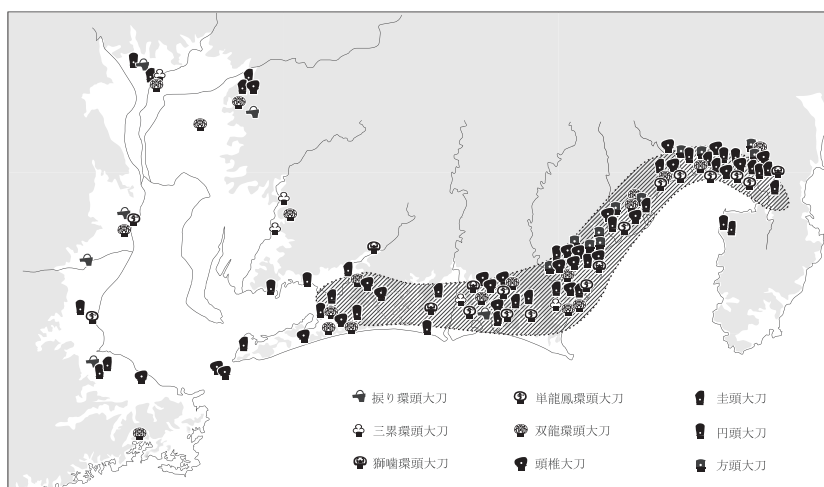 捩り環頭大刀 単龍鳳環頭大刀 圭頭大刀
三累環頭大刀 双龍環頭大刀 円頭大刀
獅噛環頭大刀 頭椎大刀 方頭大刀